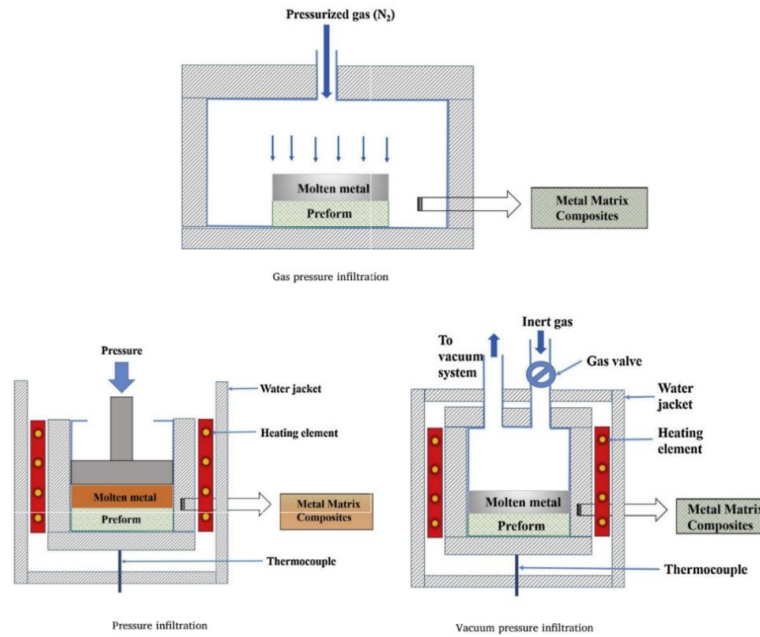 Pressurized gas (N₂)
Molten metal
Preform
Metal Matrix
Composites
Gas pressure infiltration
Pressure
Water jacket
Heating element
Molten metal
Preform
Metal Matrix
Composites
Thermocouple
Pressure infiltration
Inert gas
To
vacuum
system
Gas valve
Water
jacket
Heating
element
Molten metal
Preform
Metal Matrix
Composites
Thermocouple
Vacuum pressure infiltration